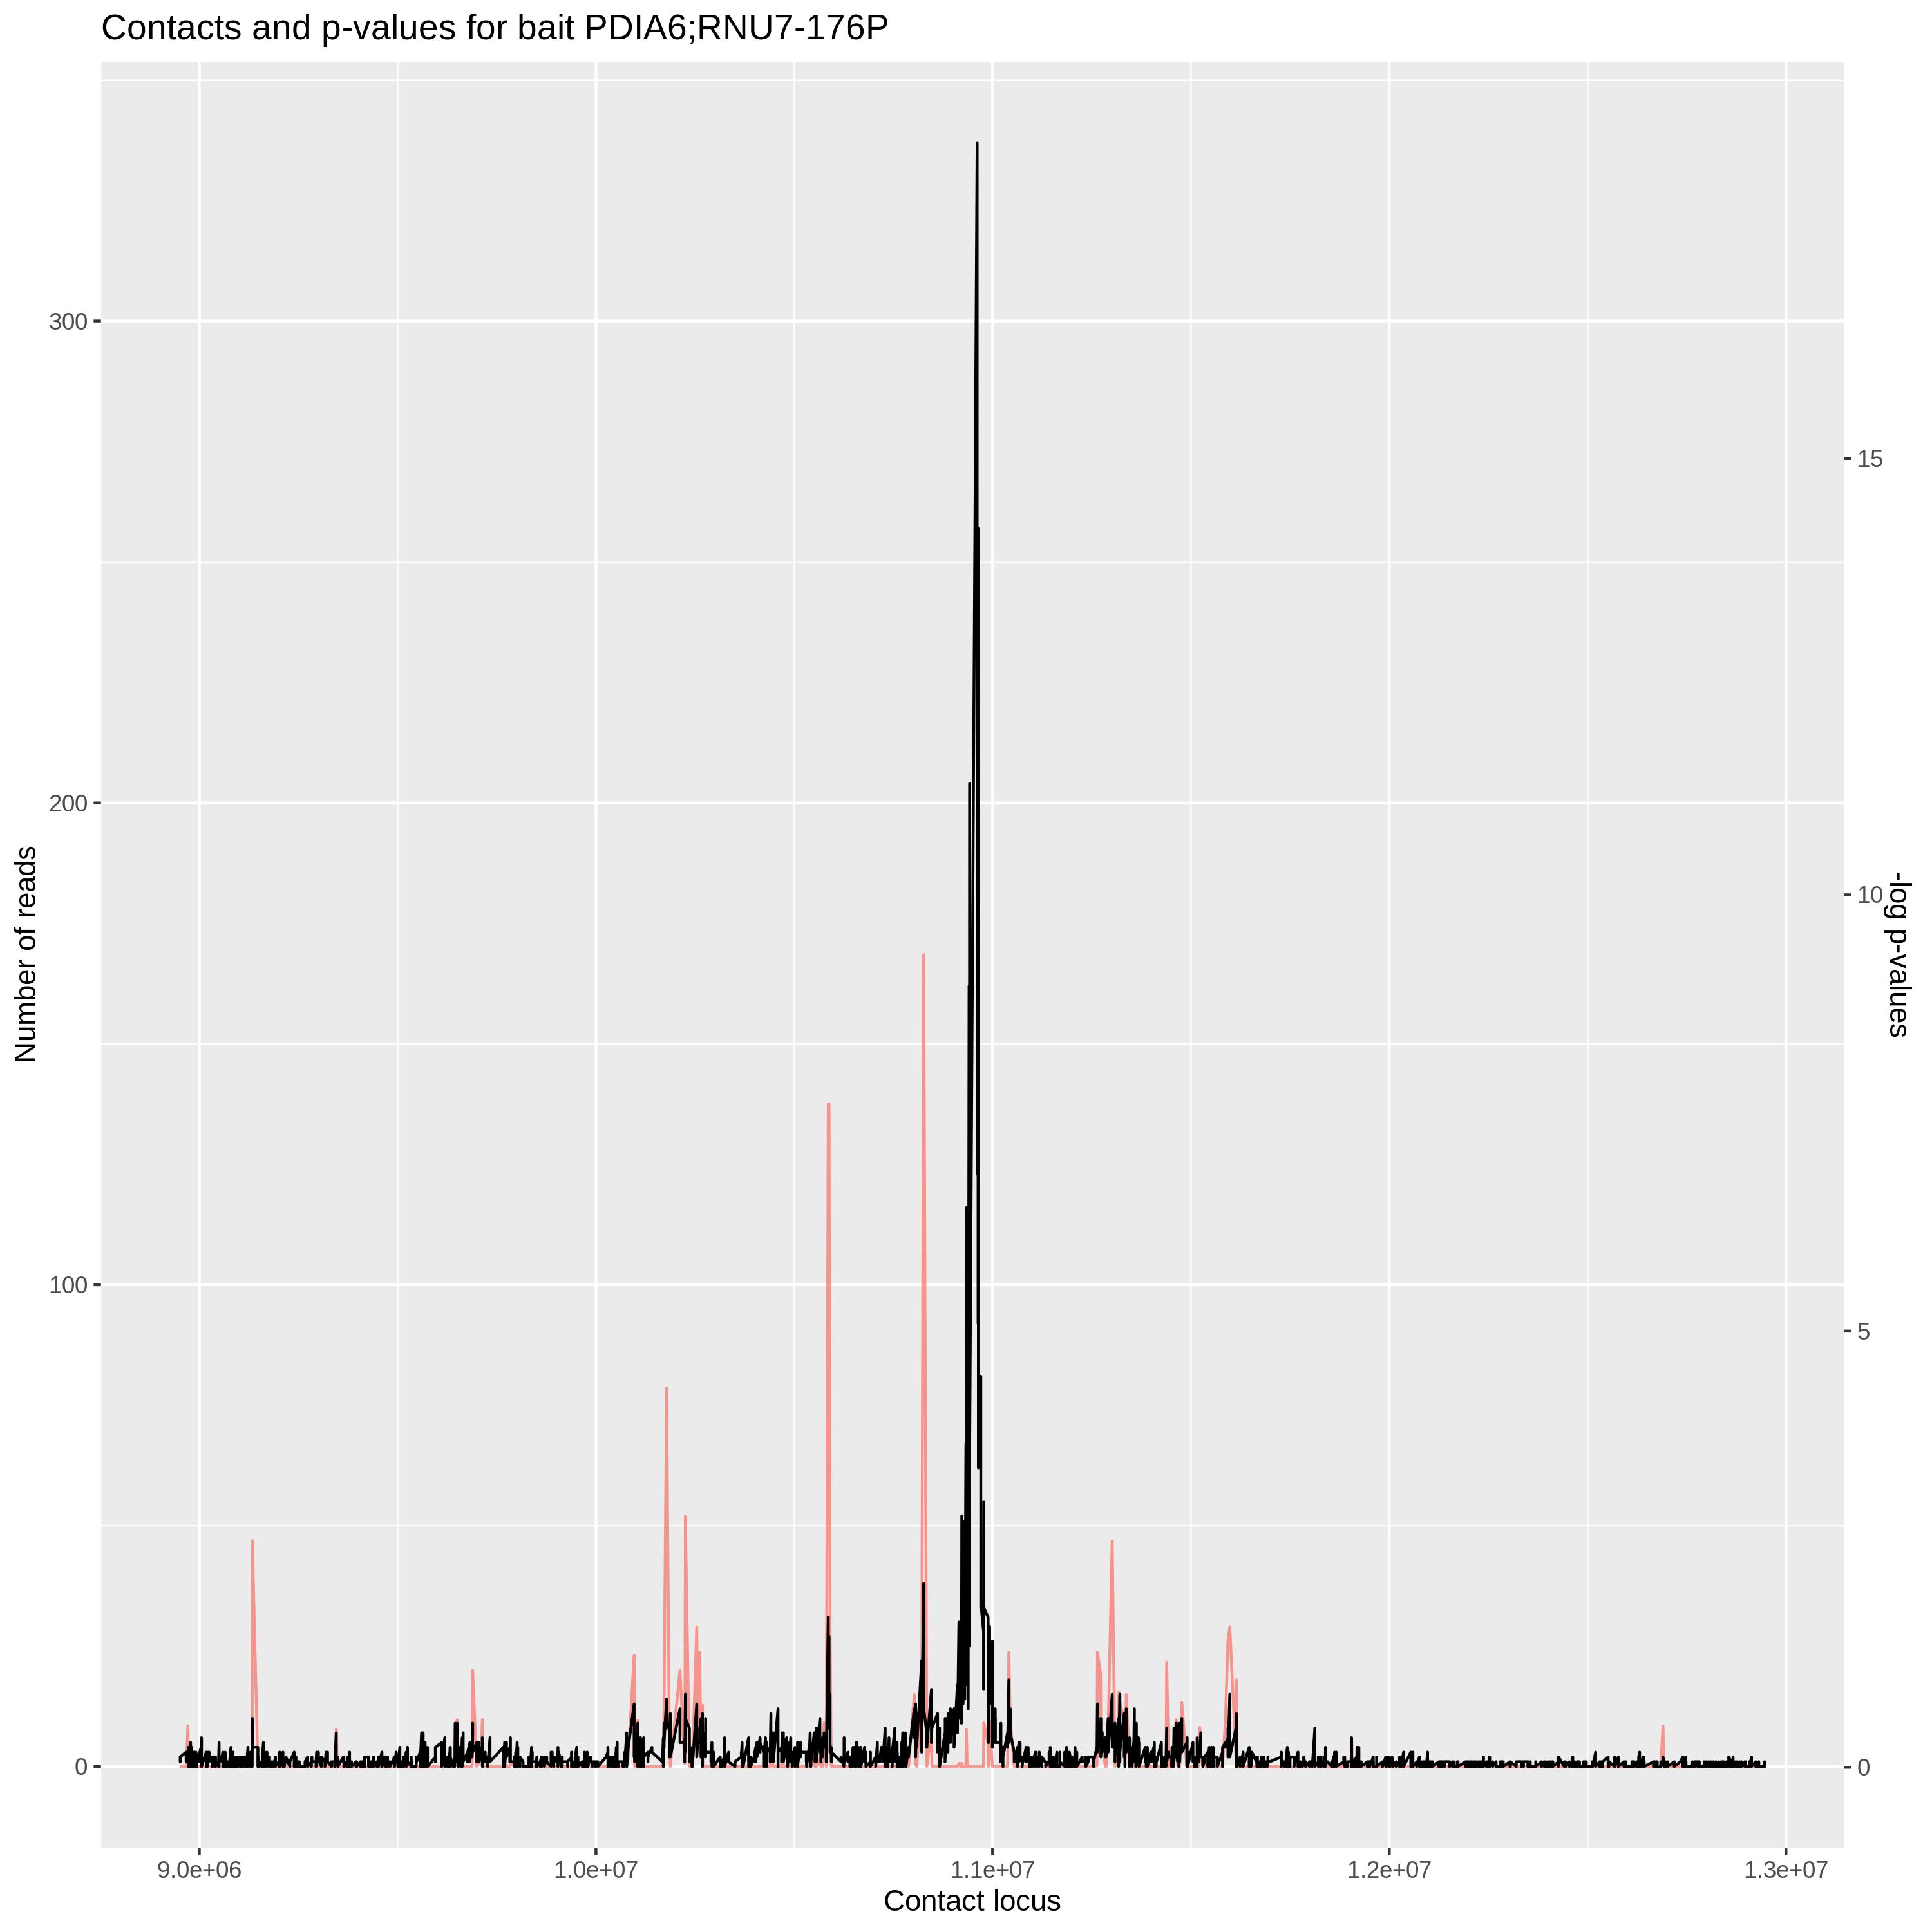 Contacts and p-values for bait PDIA6;RNU7-176P
300
200
100
0
Number of reads
15
10
5
0
-log p-values
9.0e+06
1.0e+07
1.1e+07
1.2e+07
1.3e+07
Contact locus